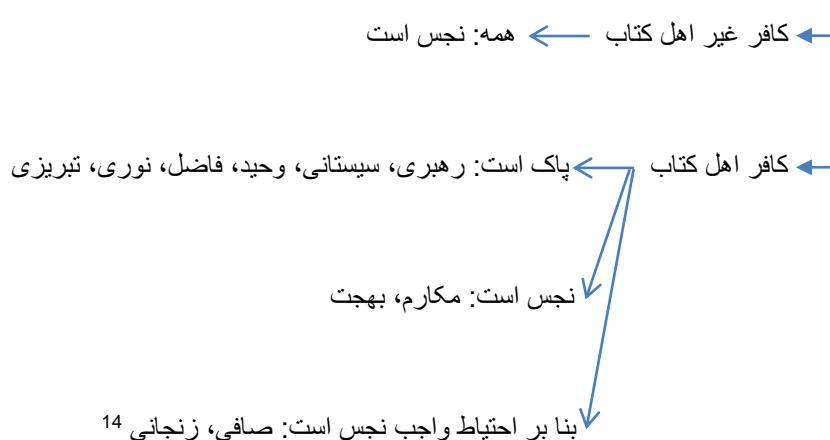 کافر غیر اهل کتاب همه: نجس است
کافر اهل کتاب پاک است: رهبری، سیستانی، وحید، فاضل، نوری، تبریزی
نجس است: مکارم، بهجت
بنا بر احتیاط واجب نجس است: صافی، زنجانی 14